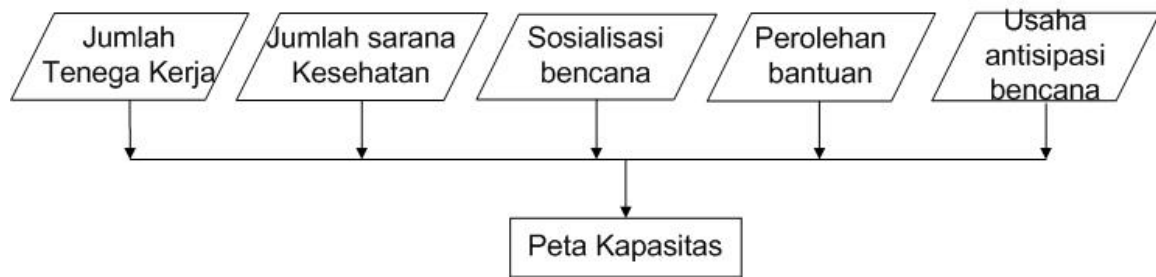 Jumlah
Tenega Kerja
Jumlah sarana
Kesehatan
Sosialisasi
bencana
Perolehan
bantuan
Usaha
antisipasi
bencana
Peta Kapasitas